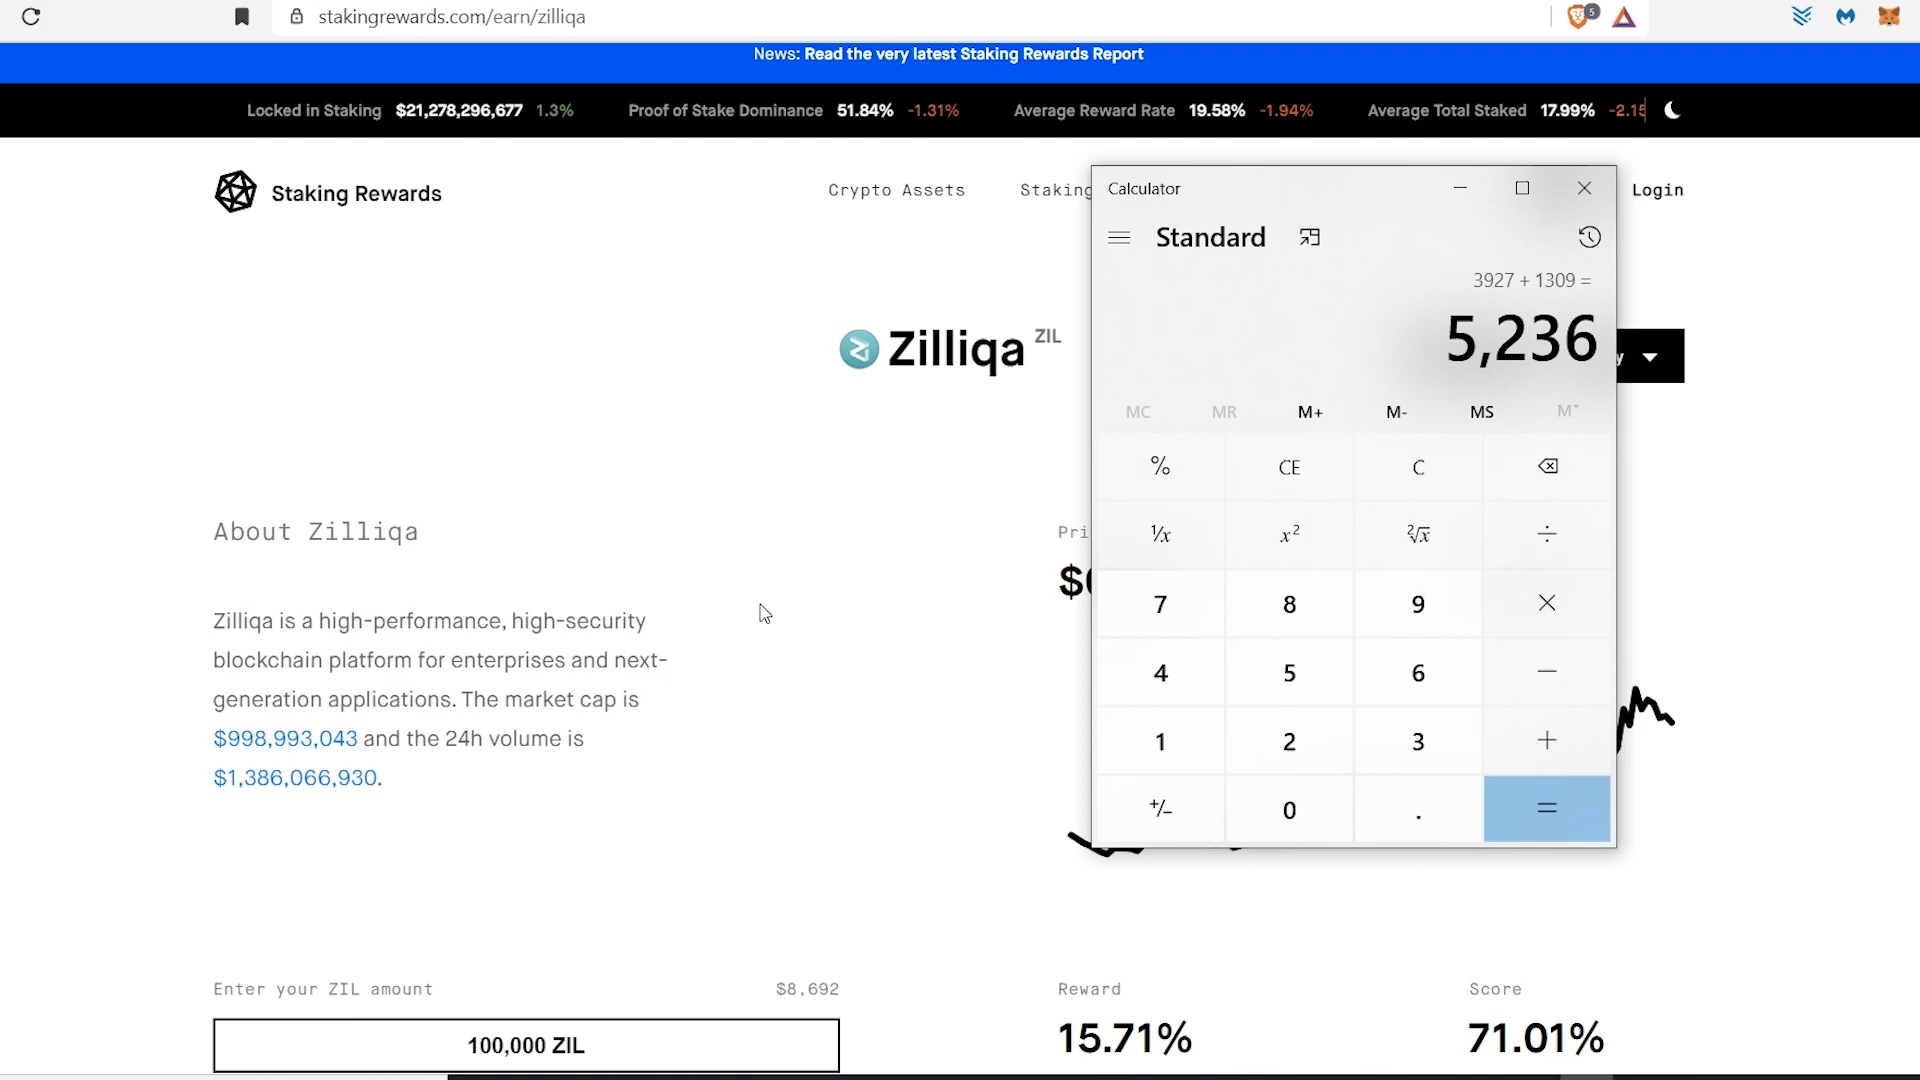 stakingrewards.com/earn/zilliqa
5
News: Read the very latest Staking Rewards Report
Locked in Staking $21,278,296,677 1.3% Proof of Stake Dominance 51.84% -1.31% Average Reward Rate 19.58% -1.94% Average Total Staked 17.99% -2.15
Staking Rewards
Crypto Assets Staking
Login
Calculator
Standard
3927 + 1309 =
5,236
Zilliqa ZIL
y
MC MR M+ M- MS M˅
% CE C
¹/x x² ²√x ÷
7 8 9 ×
4 5 6 −
1 2 3 +
+/− 0 . =
About Zilliqa
Zilliqa is a high-performance, high-security
blockchain platform for enterprises and next-
generation applications. The market cap is
$998,993,043 and the 24h volume is
$1,386,066,930.
Pri
$0
Enter your ZIL amount $8,692
100,000 ZIL
Reward
15.71%
Score
71.01%